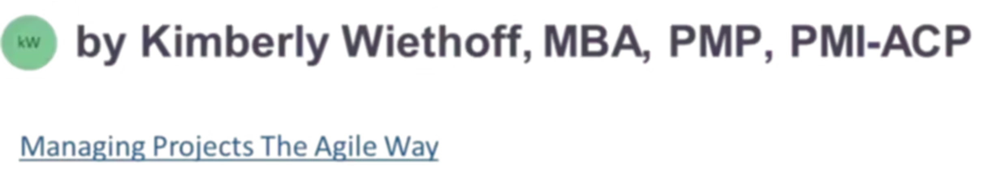 kW by Kimberly Wiethoff, MBA, PMP, PMI-ACP
Managing Projects The Agile Way